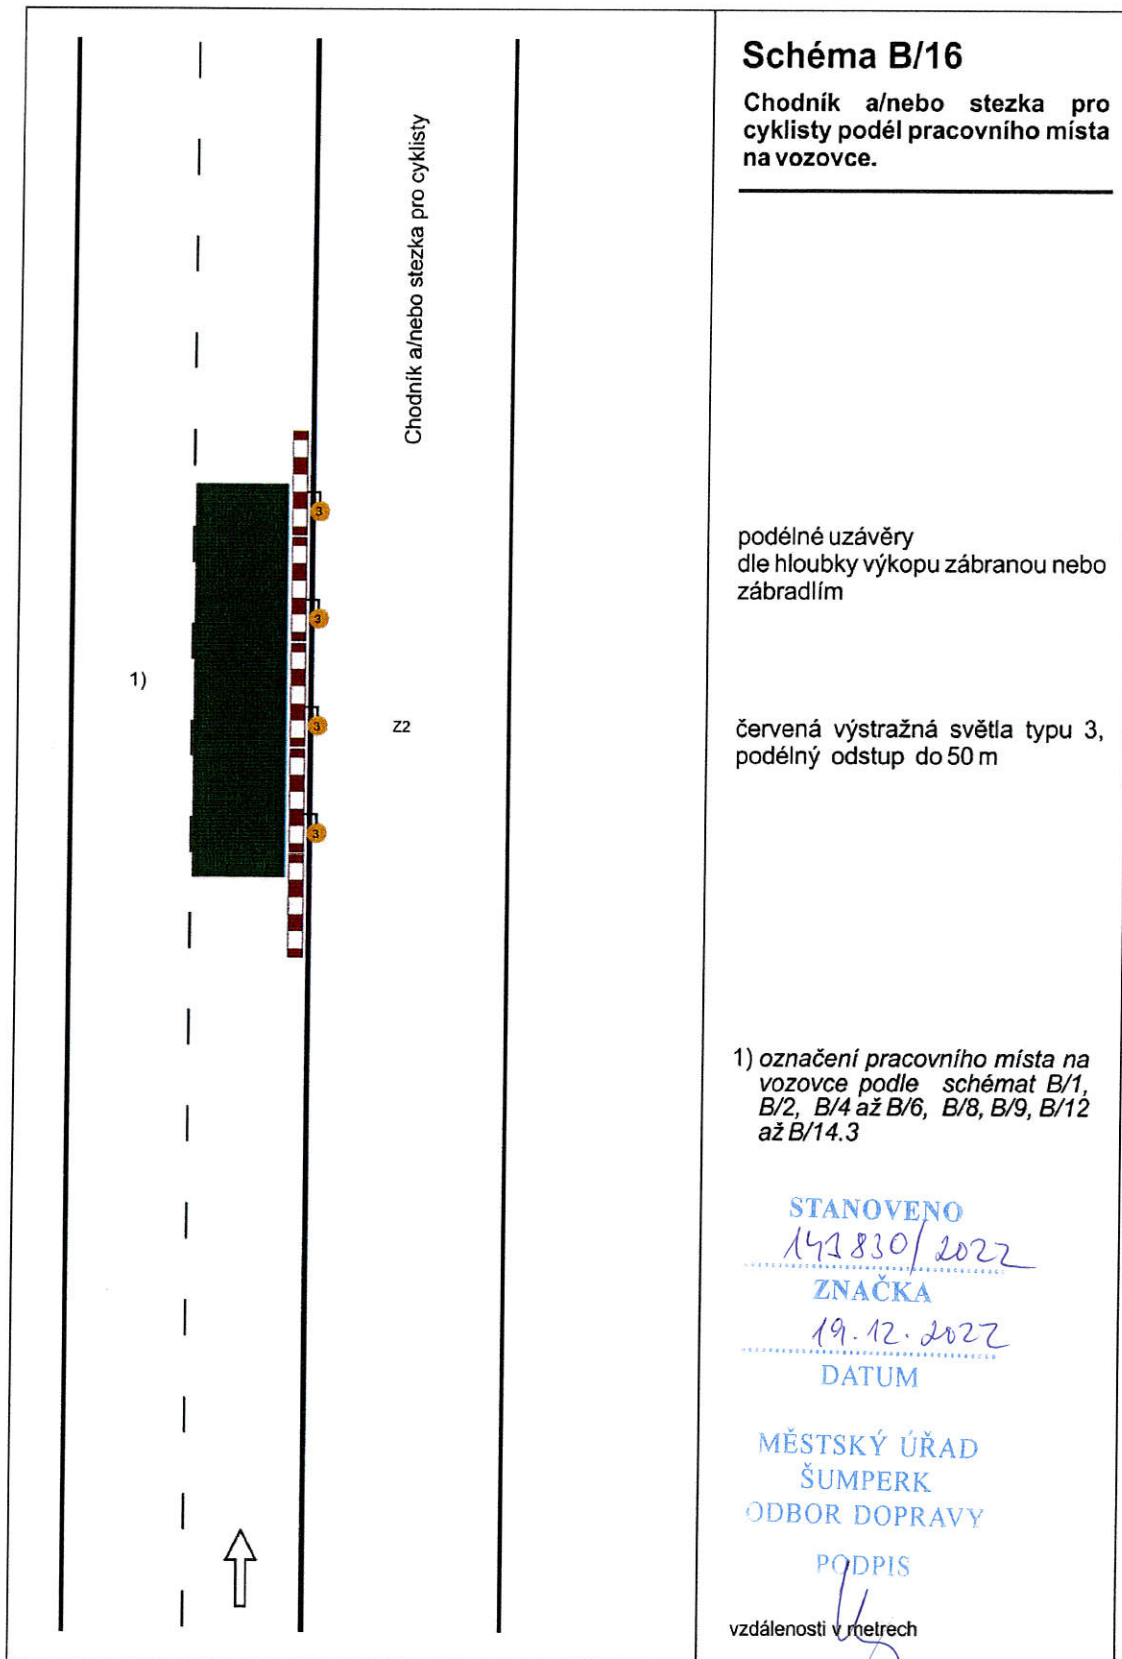 Schéma B/16
Chodník a/nebo stezka pro
cyklisty podél pracovního místa
na vozovce.
Chodník a/nebo stezka pro cyklisty
3
podélné uzávěry
dle hloubky výkopu zábranou nebo
zábradlím
3
1)
3
Z2
červená výstražná světla typu 3,
podélný odstup do 50 m
3
1) označení pracovního místa na
vozovce podle schémat B/1,
B/2, B/4 až B/6, B/8, B/9, B/12
až B/14.3
STANOVENO
141830/2022
ZNAČKA
19.12.2022
DATUM
MĚSTSKÝ ÚŘAD
ŠUMPERK
ODBOR DOPRAVY
PODPIS
vzdálenosti v metrech